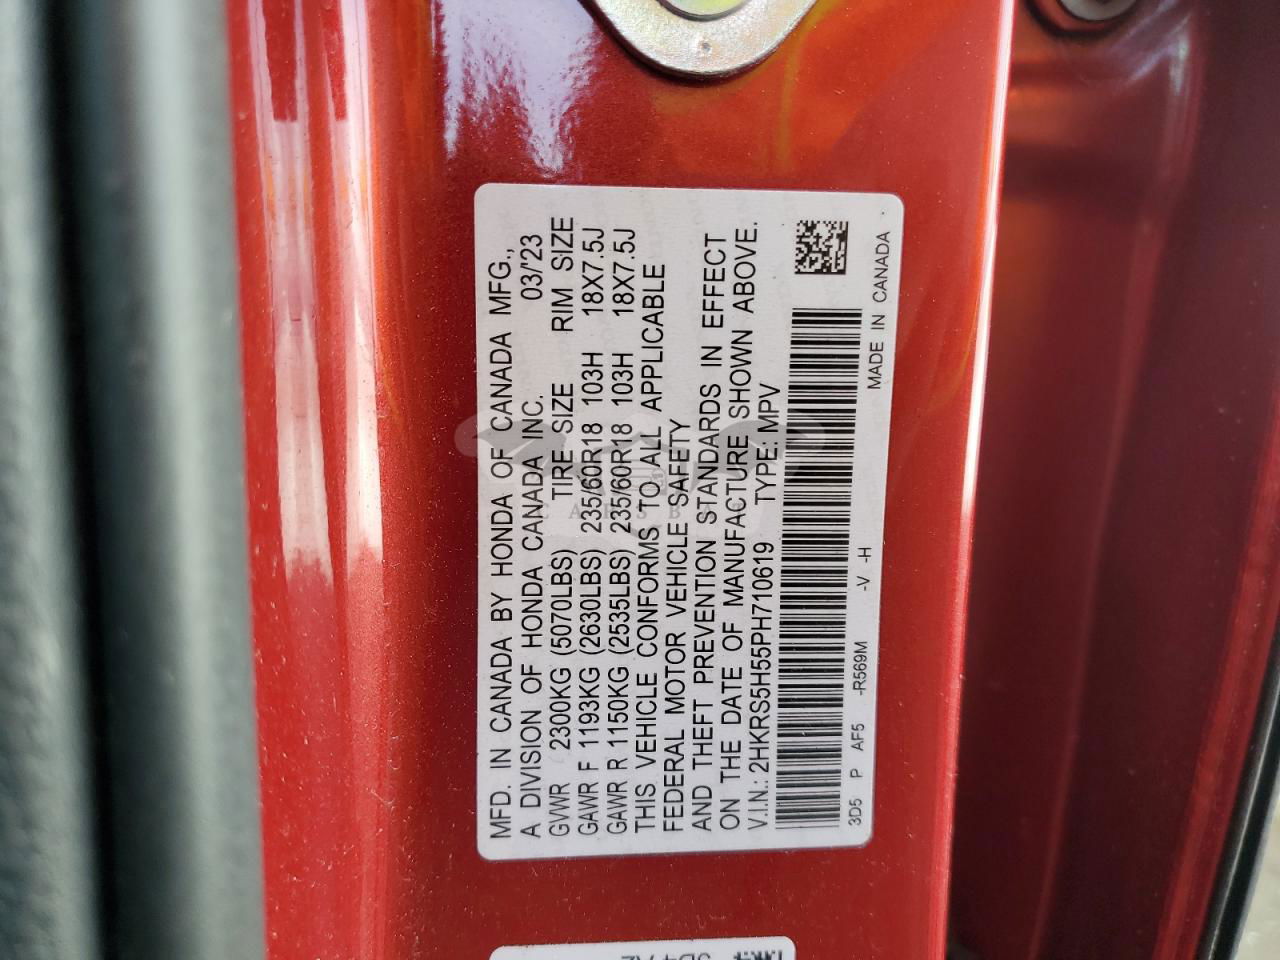 MFD. IN CANADA BY HONDA OF CANADA MFG.,
A DIVISION OF HONDA CANADA INC. 03/'23
GVWR 2300KG (5070LBS) TIRE SIZE RIM SIZE
GAWR F 1193KG (2630LBS) 235/60R18 103H 18X7.5J
GAWR R 1150KG (2535LBS) 235/60R18 103H 18X7.5J
THIS VEHICLE CONFORMS TO ALL APPLICABLE
FEDERAL MOTOR VEHICLE SAFETY
AND THEFT PREVENTION STANDARDS IN EFFECT
ON THE DATE OF MANUFACTURE SHOWN ABOVE.
V.I.N.: 2HKRS5H55PH710619 TYPE: MPV
3D5 P AF5 -R569M -V -H
MADE IN CANADA